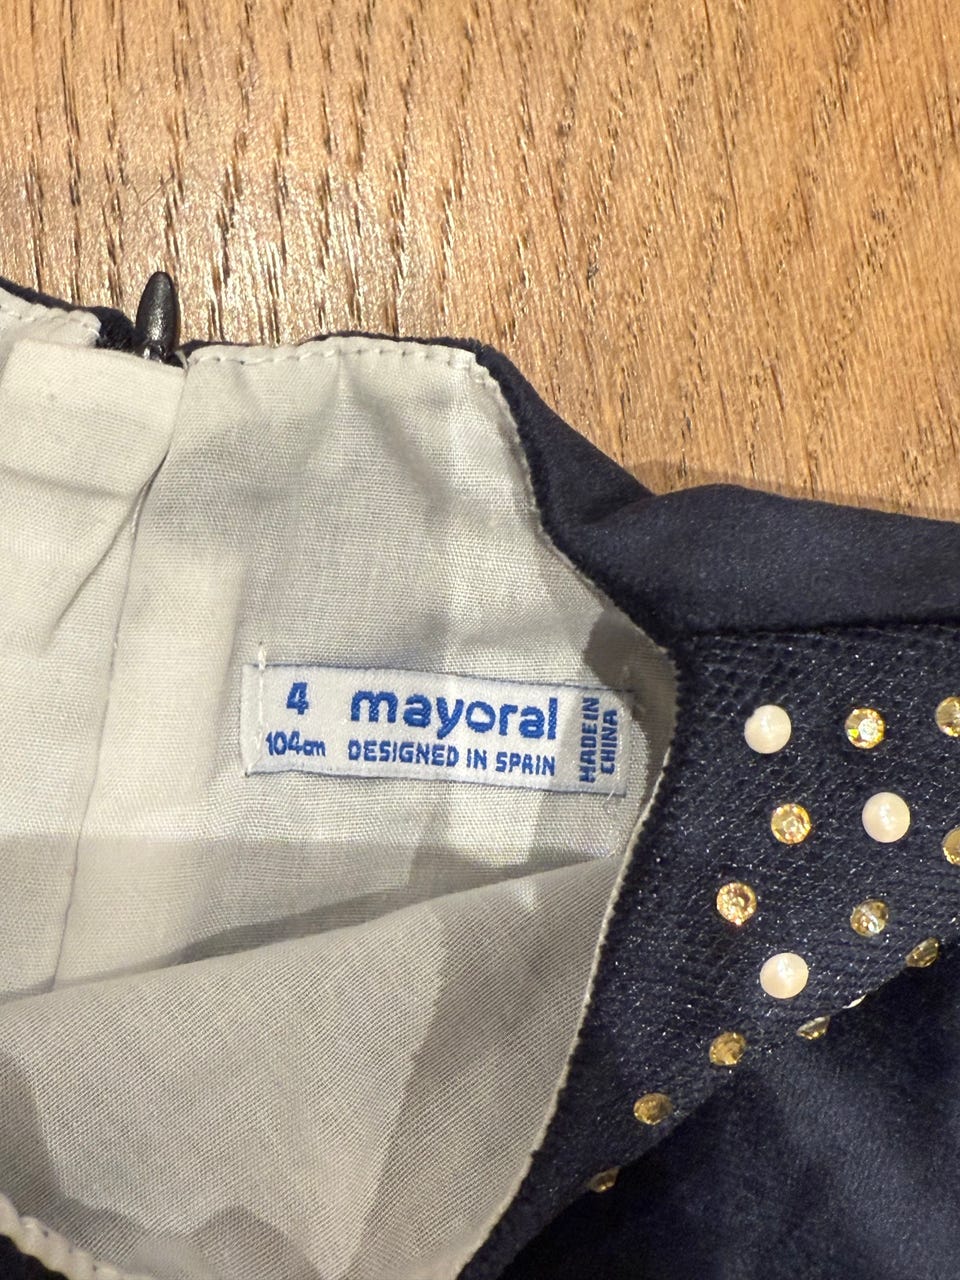 4 mayoral
104cm DESIGNED IN SPAIN
MADE IN
CHINA